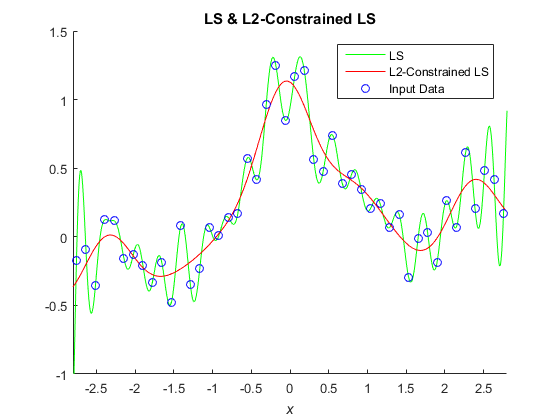 LS & L2-Constrained LS
1.5
LS
L2-Constrained LS
Input Data
1
0.5
0
-0.5
-1
-2.5 -2 -1.5 -1 -0.5 0 0.5 1 1.5 2 2.5
x